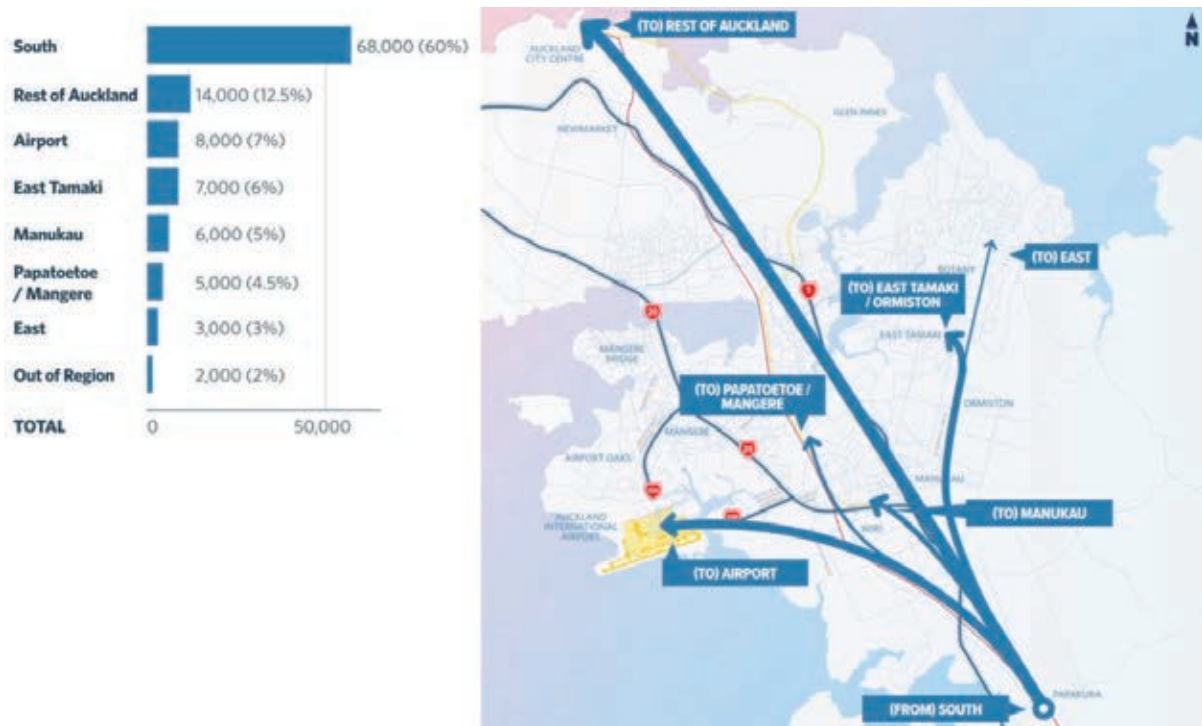 South
68,000 (60%)
Rest of Auckland
14,000 (12.5%)
Airport
8,000 (7%)
East Tamaki
7,000 (6%)
Manukau
6,000 (5%)
Papatoetoe
/ Mangere
5,000 (4.5%)
East
3,000 (3%)
Out of Region
2,000 (2%)
TOTAL
0
50,000
(TO) REST OF AUCKLAND
N
AUCKLAND
CITY CENTRE
GLEN INNES
NEWMARKET
(TO) EAST
BOTANY
(TO) EAST TAMAKI
/ ORMISTON
1
20
EAST TAMAKI
MANGERE
BRIDGE
(TO) PAPATOETOE /
MANGERE
ORMISTON
MANGERE
20
AIRPORT OAKS
MANUKAU
AUCKLAND
INTERNATIONAL
AIRPORT
WIRI
(TO) MANUKAU
(TO) AIRPORT
PAPAKURA
(FROM) SOUTH